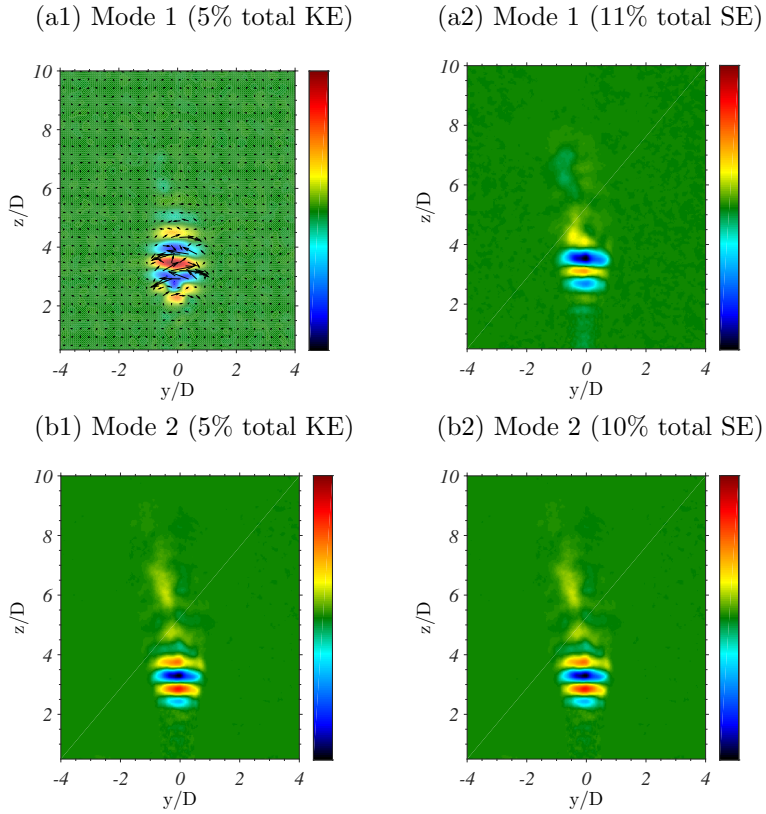 (a1) Mode 1 (5% total KE)
(a2) Mode 1 (11% total SE)
10
8
6
4
2
z/D
-4 -2 0 2 4
y/D
10
8
6
4
2
z/D
-4 -2 0 2 4
y/D
(b1) Mode 2 (5% total KE)
(b2) Mode 2 (10% total SE)
10
8
6
4
2
z/D
-4 -2 0 2 4
y/D
10
8
6
4
2
z/D
-4 -2 0 2 4
y/D